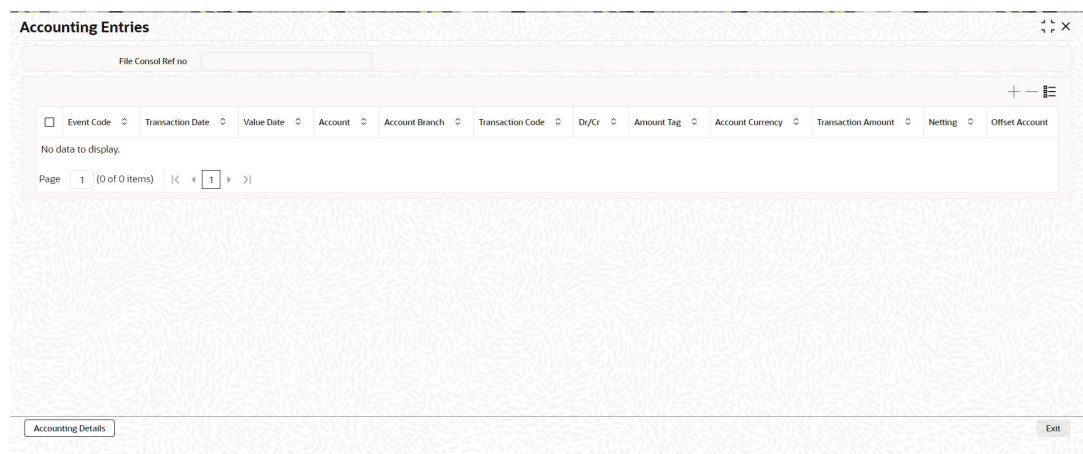 Accounting Entries
File Consol Ref no
Event Code Transaction Date Value Date Account Account Branch Transaction Code Dr/Cr Amount Tag Account Currency Transaction Amount Netting Offset Account
No data to display.
Page 1 (0 of 0 items) 1
Accounting Details Exit